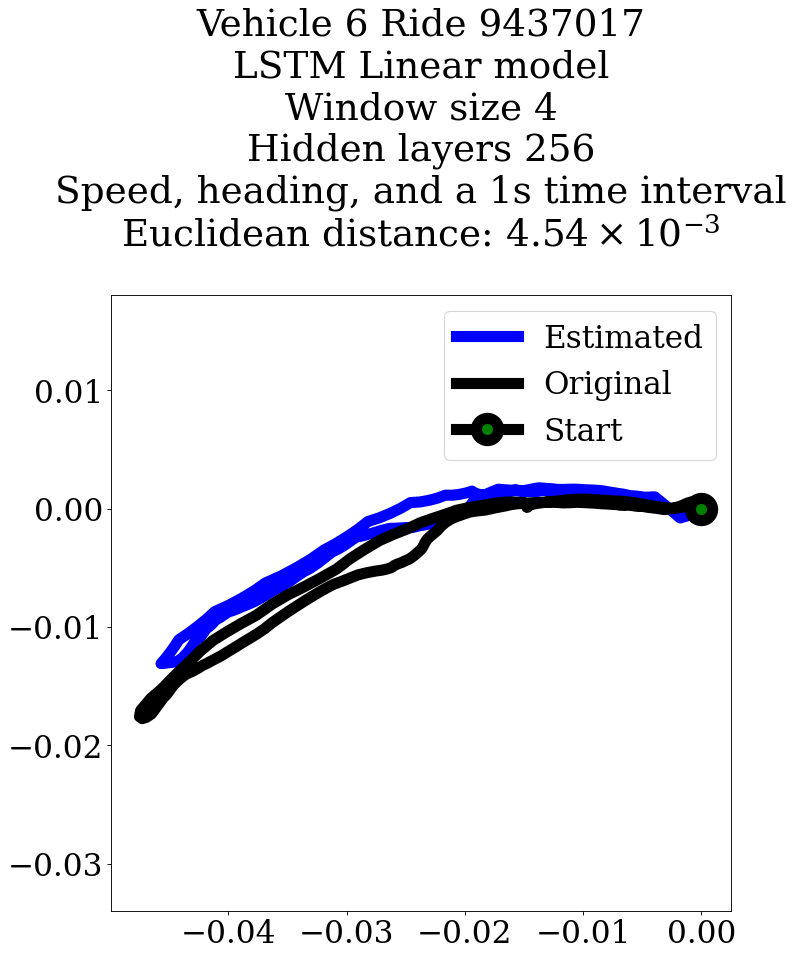 Vehicle 6 Ride 9437017
LSTM Linear model
Window size 4
Hidden layers 256
Speed, heading, and a 1s time interval
Euclidean distance: 4.54 × 10⁻³
Estimated
Original
Start
0.01
0.00
−0.01
−0.02
−0.03
−0.04 −0.03 −0.02 −0.01 0.00